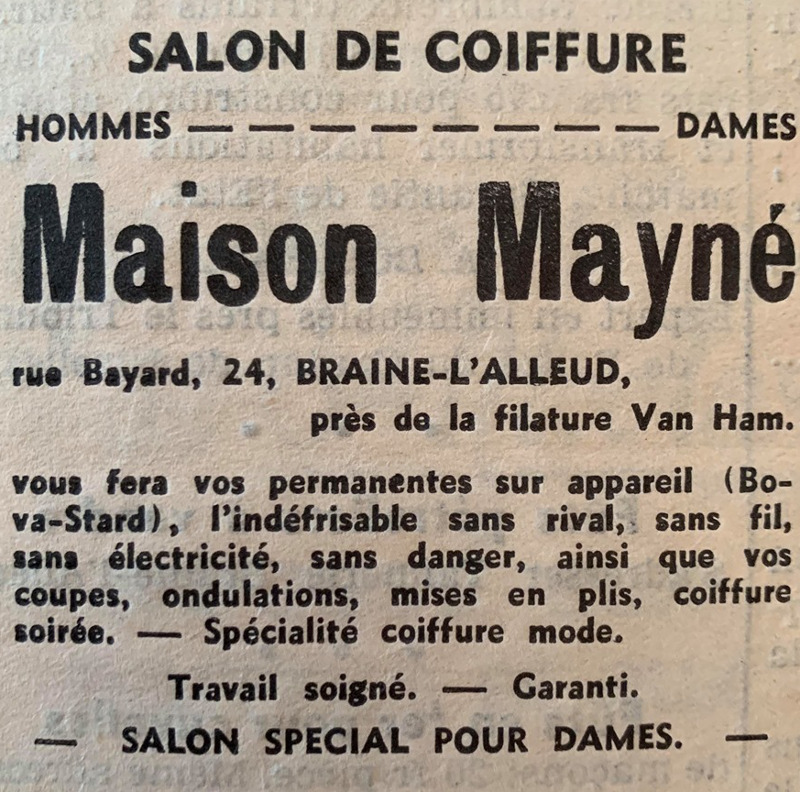 SALON DE COIFFURE
HOMMES — — — — — — — — DAMES
Maison Mayné
rue Bayard, 24, BRAINE-L'ALLEUD,
près de la filature Van Ham.
vous fera vos permanentes sur appareil (Bo-
va-Stard), l'indéfrisable sans rival, sans fil,
sans électricité, sans danger, ainsi que vos
coupes, ondulations, mises en plis, coiffure
soirée. — Spécialité coiffure mode.
Travail soigné. — Garanti.
— SALON SPECIAL POUR DAMES. —